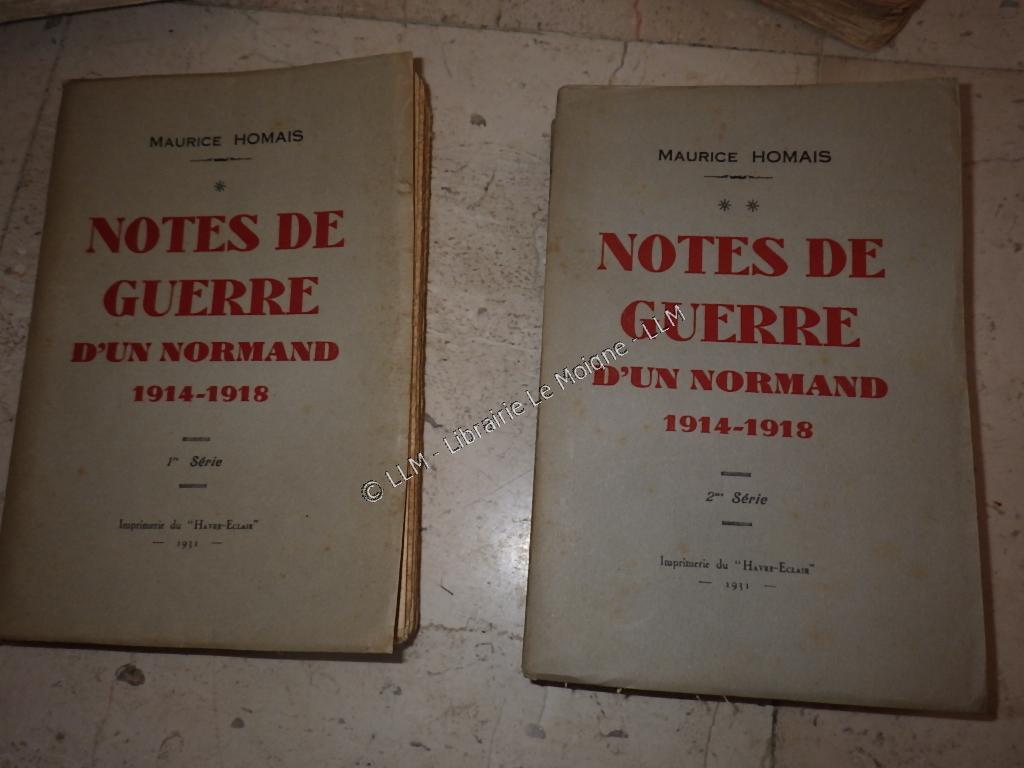 Maurice HOMAIS
*
NOTES DE
GUERRE
D'UN NORMAND
1914-1918
1re Série
Imprimerie du "Havre-Eclair"
— 1931 —
Maurice HOMAIS
* *
NOTES DE
GUERRE
D'UN NORMAND
1914-1918
2me Série
Imprimerie du "Havre-Eclair"
— 1931 —
© LLM - Librairie Le Moigne - LLM